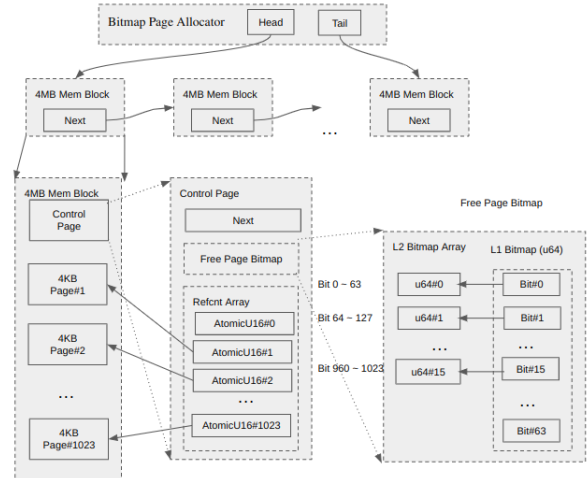 Bitmap Page Allocator
Head
Tail
4MB Mem Block
Next
4MB Mem Block
Next
...
4MB Mem Block
Next
4MB Mem Block
Control
Page
4KB
Page#1
4KB
Page#2
...
4KB
Page#1023
Control Page
Next
Free Page Bitmap
Refcnt Array
AtomicU16#0
AtomicU16#1
AtomicU16#2
...
AtomicU16#1023
Free Page Bitmap
Bit 0 ~ 63
Bit 64 ~ 127
Bit 960 ~ 1023
L2 Bitmap Array
u64#0
u64#1
...
u64#15
L1 Bitmap (u64)
Bit#0
Bit#1
...
Bit#15
...
Bit#63